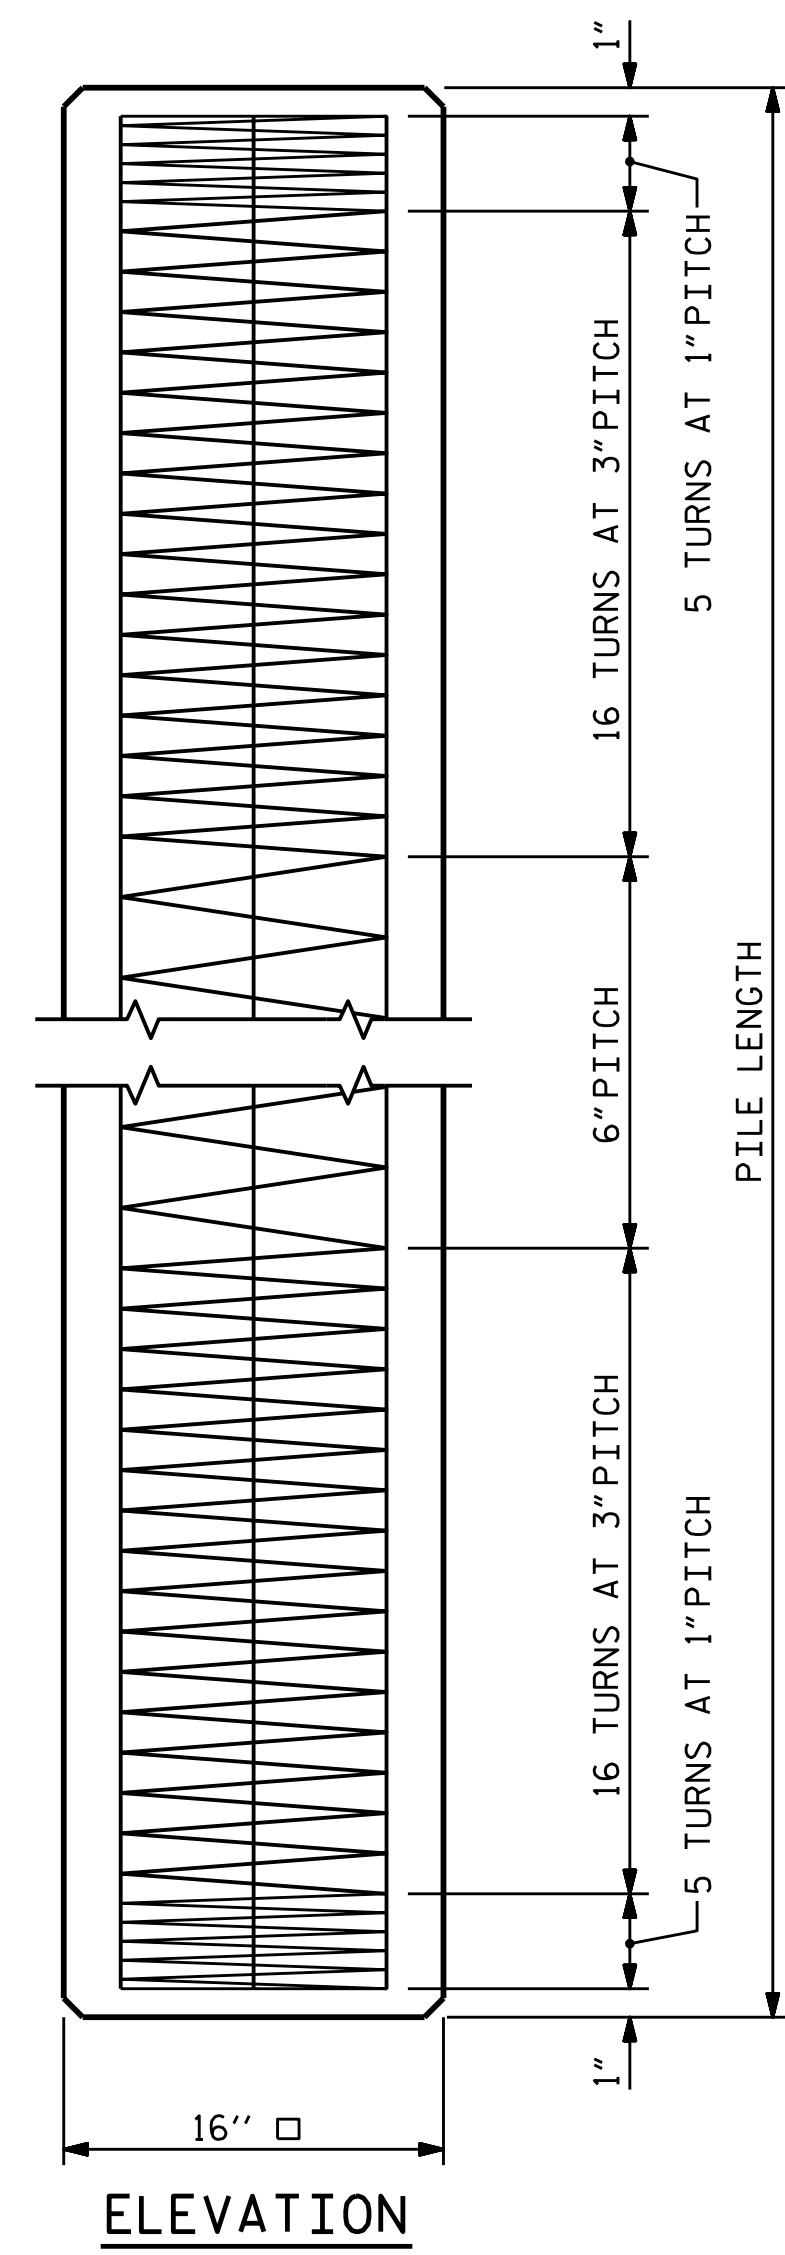 1"
5 TURNS AT 1"PITCH
16 TURNS AT 3"PITCH
6"PITCH
PILE LENGTH
16 TURNS AT 3"PITCH
5 TURNS AT 1"PITCH
1"
16" □
ELEVATION